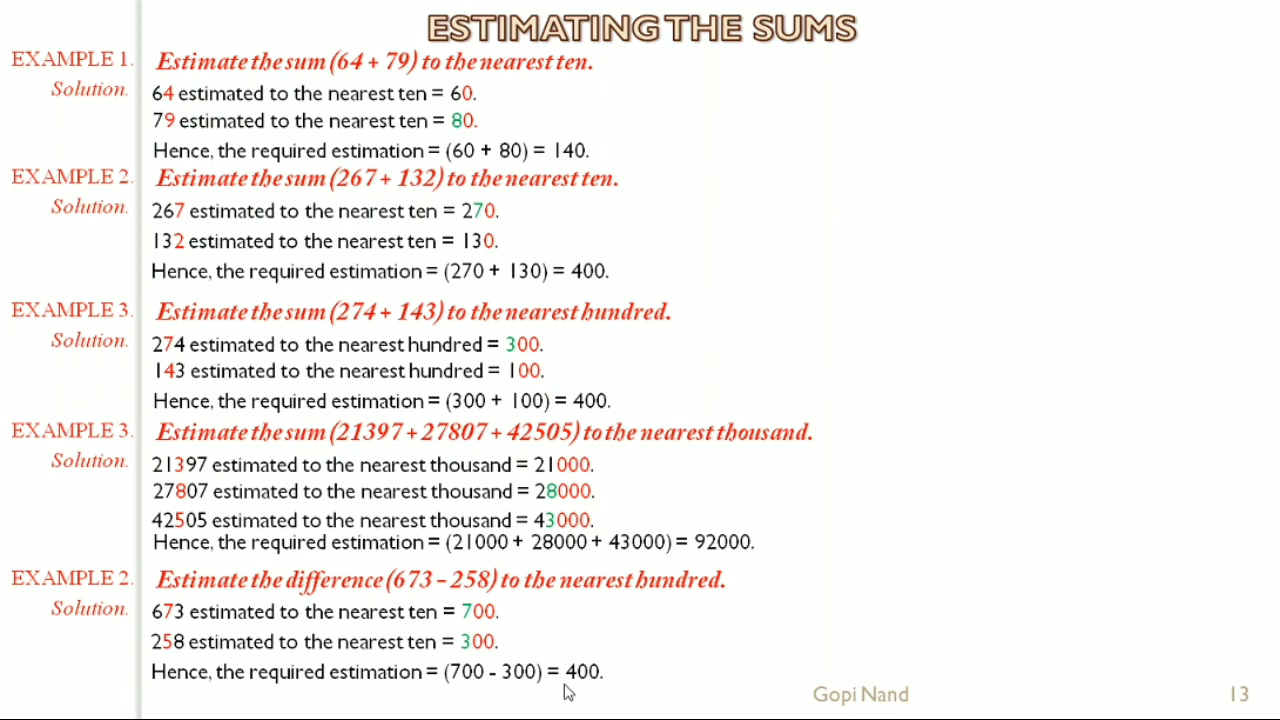 ESTIMATING THE SUMS
EXAMPLE 1. Estimate the sum (64 + 79) to the nearest ten.
Solution. 64 estimated to the nearest ten = 60.
79 estimated to the nearest ten = 80.
Hence, the required estimation = (60 + 80) = 140.
EXAMPLE 2. Estimate the sum (267 + 132) to the nearest ten.
Solution. 267 estimated to the nearest ten = 270.
132 estimated to the nearest ten = 130.
Hence, the required estimation = (270 + 130) = 400.
EXAMPLE 3. Estimate the sum (274 + 143) to the nearest hundred.
Solution. 274 estimated to the nearest hundred = 300.
143 estimated to the nearest hundred = 100.
Hence, the required estimation = (300 + 100) = 400.
EXAMPLE 3. Estimate the sum (21397 + 27807 + 42505) to the nearest thousand.
Solution. 21397 estimated to the nearest thousand = 21000.
27807 estimated to the nearest thousand = 28000.
42505 estimated to the nearest thousand = 43000.
Hence, the required estimation = (21000 + 28000 + 43000) = 92000.
EXAMPLE 2. Estimate the difference (673 – 258) to the nearest hundred.
Solution. 673 estimated to the nearest ten = 700.
258 estimated to the nearest ten = 300.
Hence, the required estimation = (700 - 300) = 400.
Gopi Nand 13